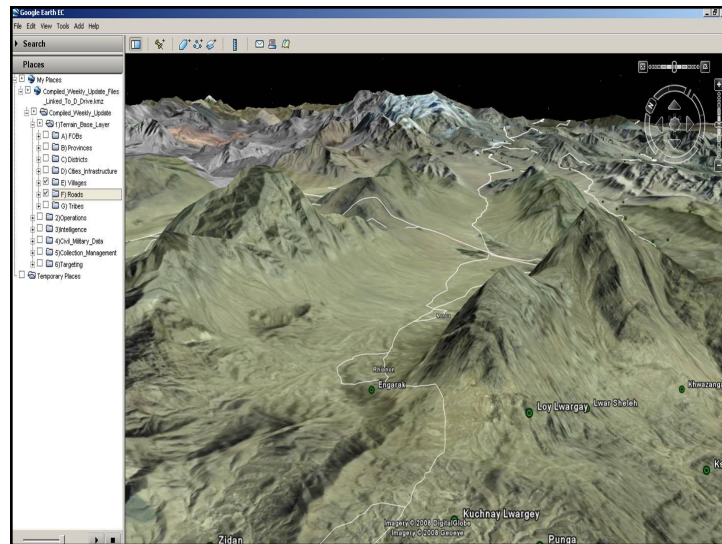 Google Earth EC
File Edit View Tools Add Help
Search
Places
My Places
Compiled_Weekly_Update_Files
_Linked_To_D_Drive.kmz
Compiled_Weekly_Update
1)Terrain_Base_Layer
A) FOBs
B) Provinces
C) Districts
D) Cities_Infrastructure
E) Villages
F) Roads
G) Tribes
2)Operations
3)Intelligence
4)Civil_Military_Data
5)Collection_Management
6)Targeting
Temporary Places
N
Engarak
Loy Lwargay
Lwar Sheleh
Khwazang
Kuchnay Lwargey
Imagery © 2008 DigitalGlobe
Imagery © 2008 Geoeye
Zidan
Punga